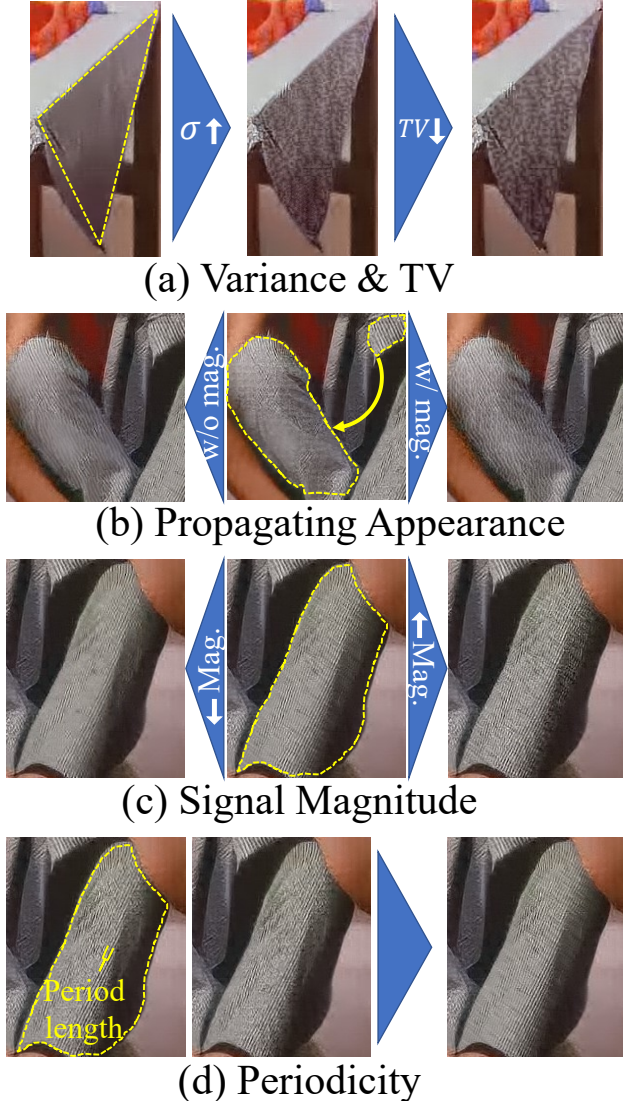 σ ↑
TV ↓
(a) Variance & TV
w/o mag.
w/ mag.
(b) Propagating Appearance
← Mag.
↑ Mag.
(c) Signal Magnitude
Period
length
(d) Periodicity